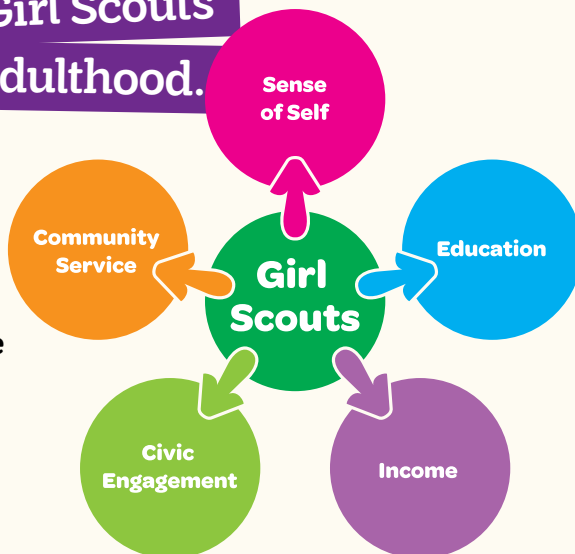 Girl Scouts
dulthood.
Sense
of Self
Community
Service
Education
Girl
Scouts
e
Civic
Engagement
Income